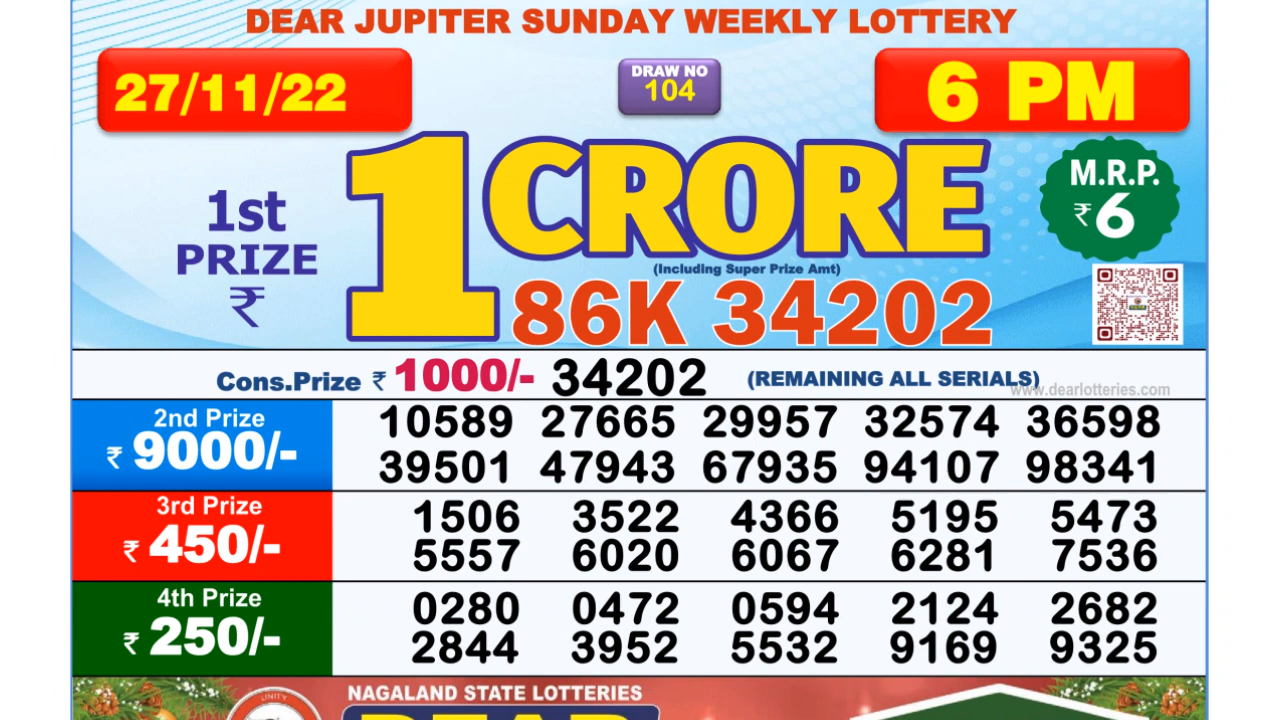 DEAR JUPITER SUNDAY WEEKLY LOTTERY
27/11/22
DRAW NO
104
6 PM
1st
PRIZE
₹
1 CRORE
(Including Super Prize Amt)
86K 34202
M.R.P.
₹6
Cons.Prize ₹ 1000/- 34202 (REMAINING ALL SERIALS)
www.dearlotteries.com
2nd Prize
₹ 9000/-
10589 27665 29957 32574 36598
39501 47943 67935 94107 98341
3rd Prize
₹ 450/-
1506 3522 4366 5195 5473
5557 6020 6067 6281 7536
4th Prize
₹ 250/-
0280 0472 0594 2124 2682
2844 3952 5532 9169 9325
UNITY
NAGALAND STATE LOTTERIES
DEAR